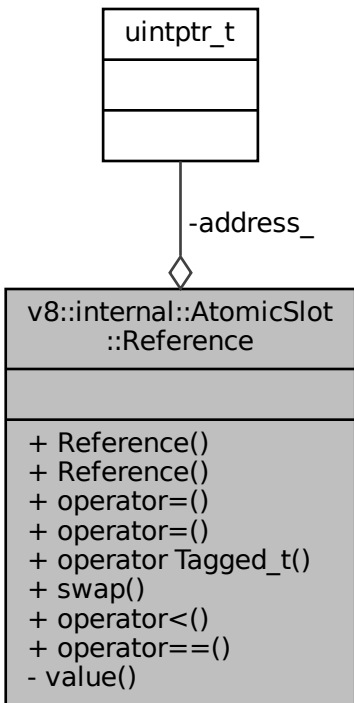 uintptr_t
-address_
v8::internal::AtomicSlot
::Reference
+ Reference()
+ Reference()
+ operator=()
+ operator=()
+ operator Tagged_t()
+ swap()
+ operator<()
+ operator==()
- value()